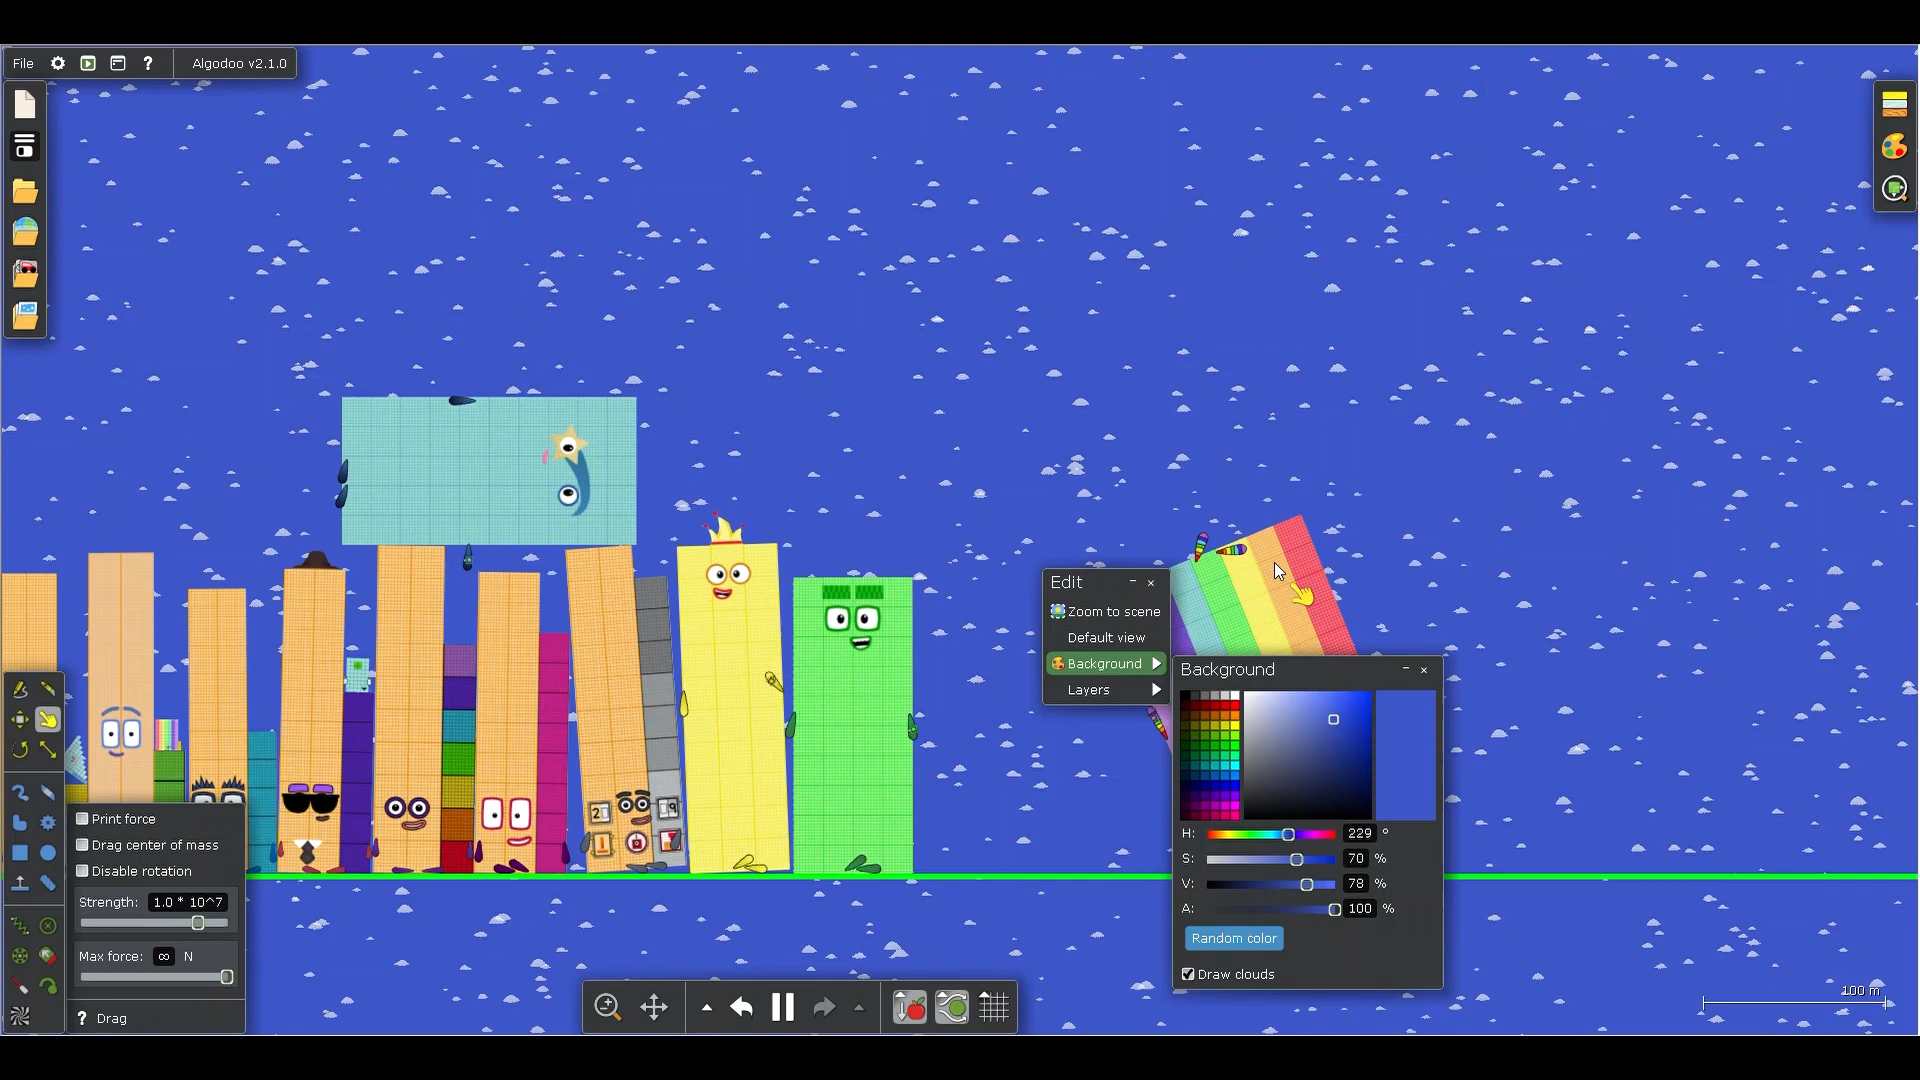 File
?
Algodoo v2.1.0
Edit
Zoom to scene
Default view
Background
Layers
Background
H: 229 °
S: 70 %
V: 78 %
A: 100 %
Random color
Draw clouds
Print force
Drag center of mass
Disable rotation
Strength: 1.0 * 10^7
Max force: ∞ N
? Drag
100 m